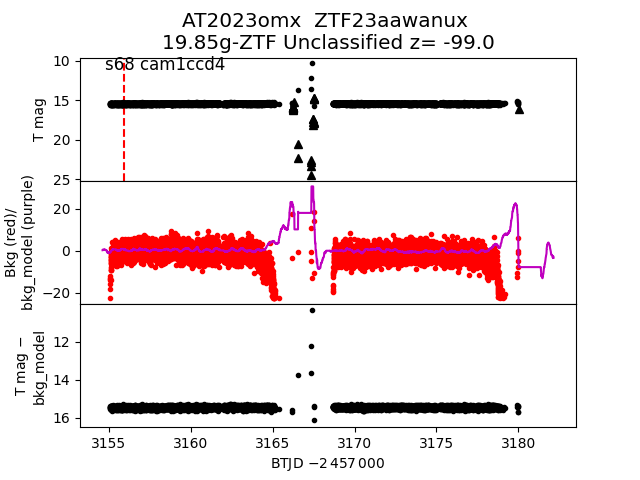 AT2023omx  ZTF23aawanux
19.85g-ZTF Unclassified z= -99.0
s68 cam1ccd4
T mag
10
15
20
25
Bkg (red)/
bkg_model (purple)
20
0
−20
T mag −
bkg_model
12
14
16
3155 3160 3165 3170 3175 3180
BTJD −2 457 000